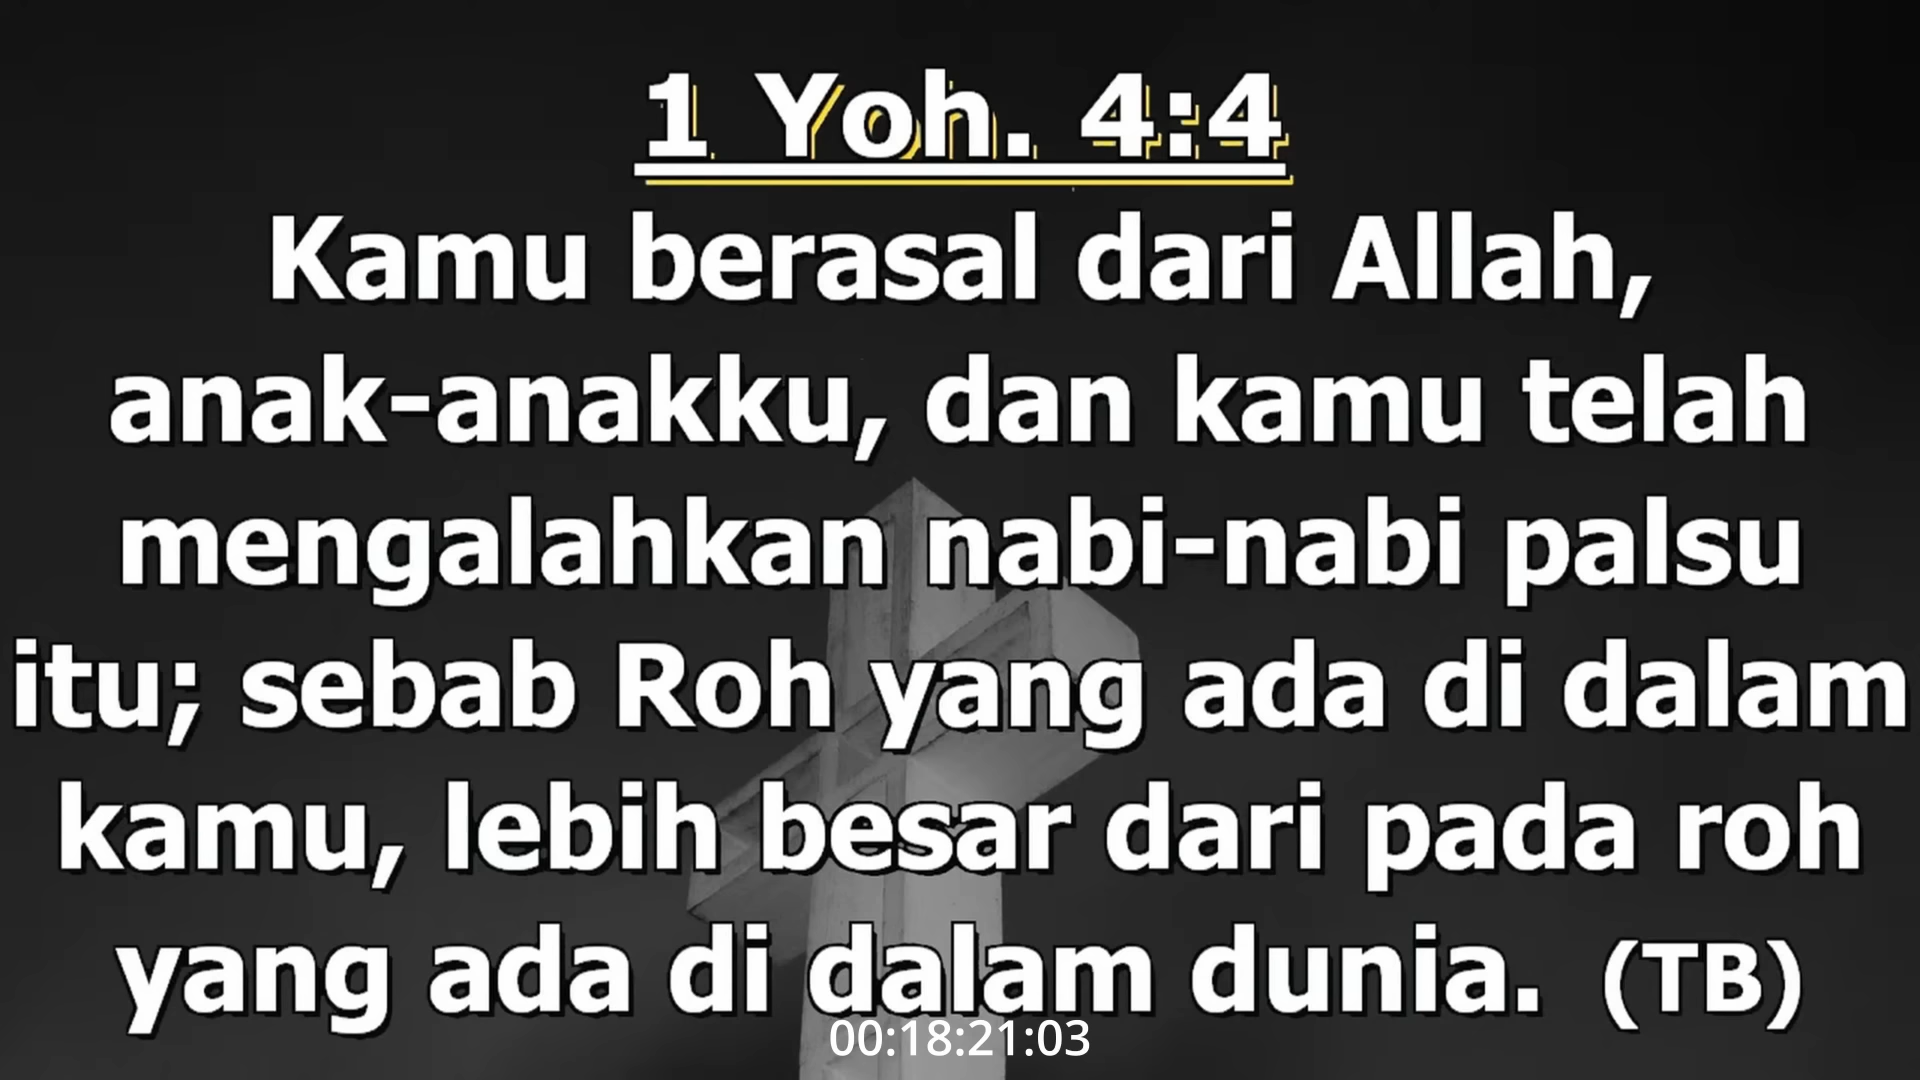 1 Yoh. 4:4
Kamu berasal dari Allah,
anak-anakku, dan kamu telah
mengalahkan nabi-nabi palsu
itu; sebab Roh yang ada di dalam
kamu, lebih besar dari pada roh
yang ada di dalam dunia. (TB)
00:18:21:03